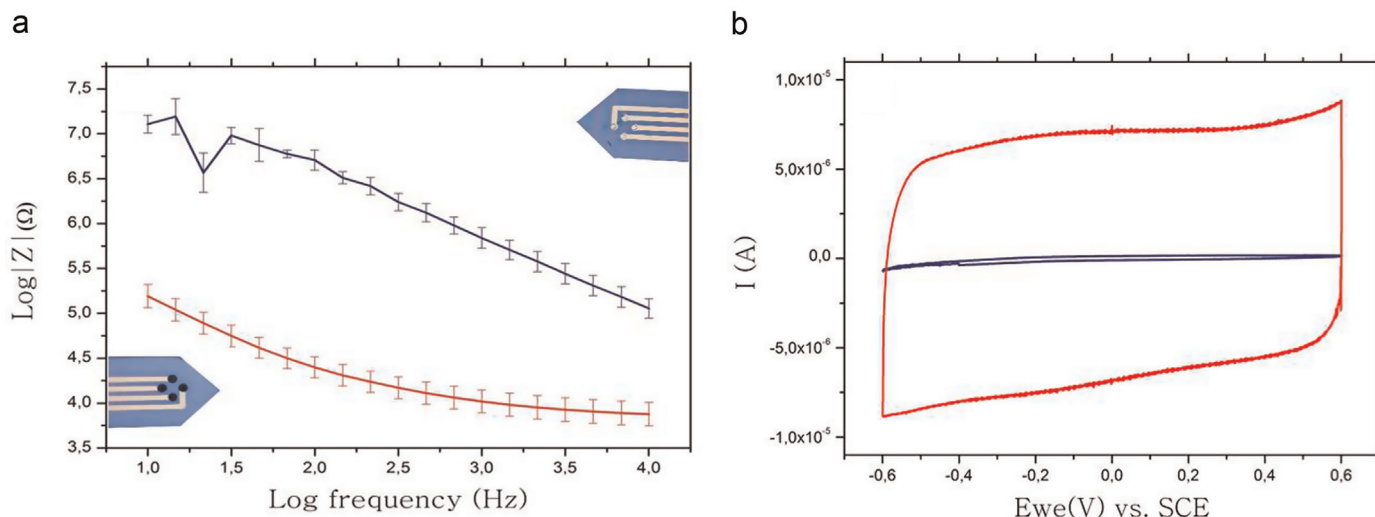 a
7,5
7,0
6,5
6,0
5,5
5,0
4,5
4,0
3,5
Log|Z|(Ω)
1,0 1,5 2,0 2,5 3,0 3,5 4,0
Log frequency (Hz)
b
1,0x10⁻⁵
5,0x10⁻⁶
0,0
-5,0x10⁻⁶
-1,0x10⁻⁵
I (A)
-0,6 -0,4 -0,2 0,0 0,2 0,4 0,6
Ewe(V) vs. SCE